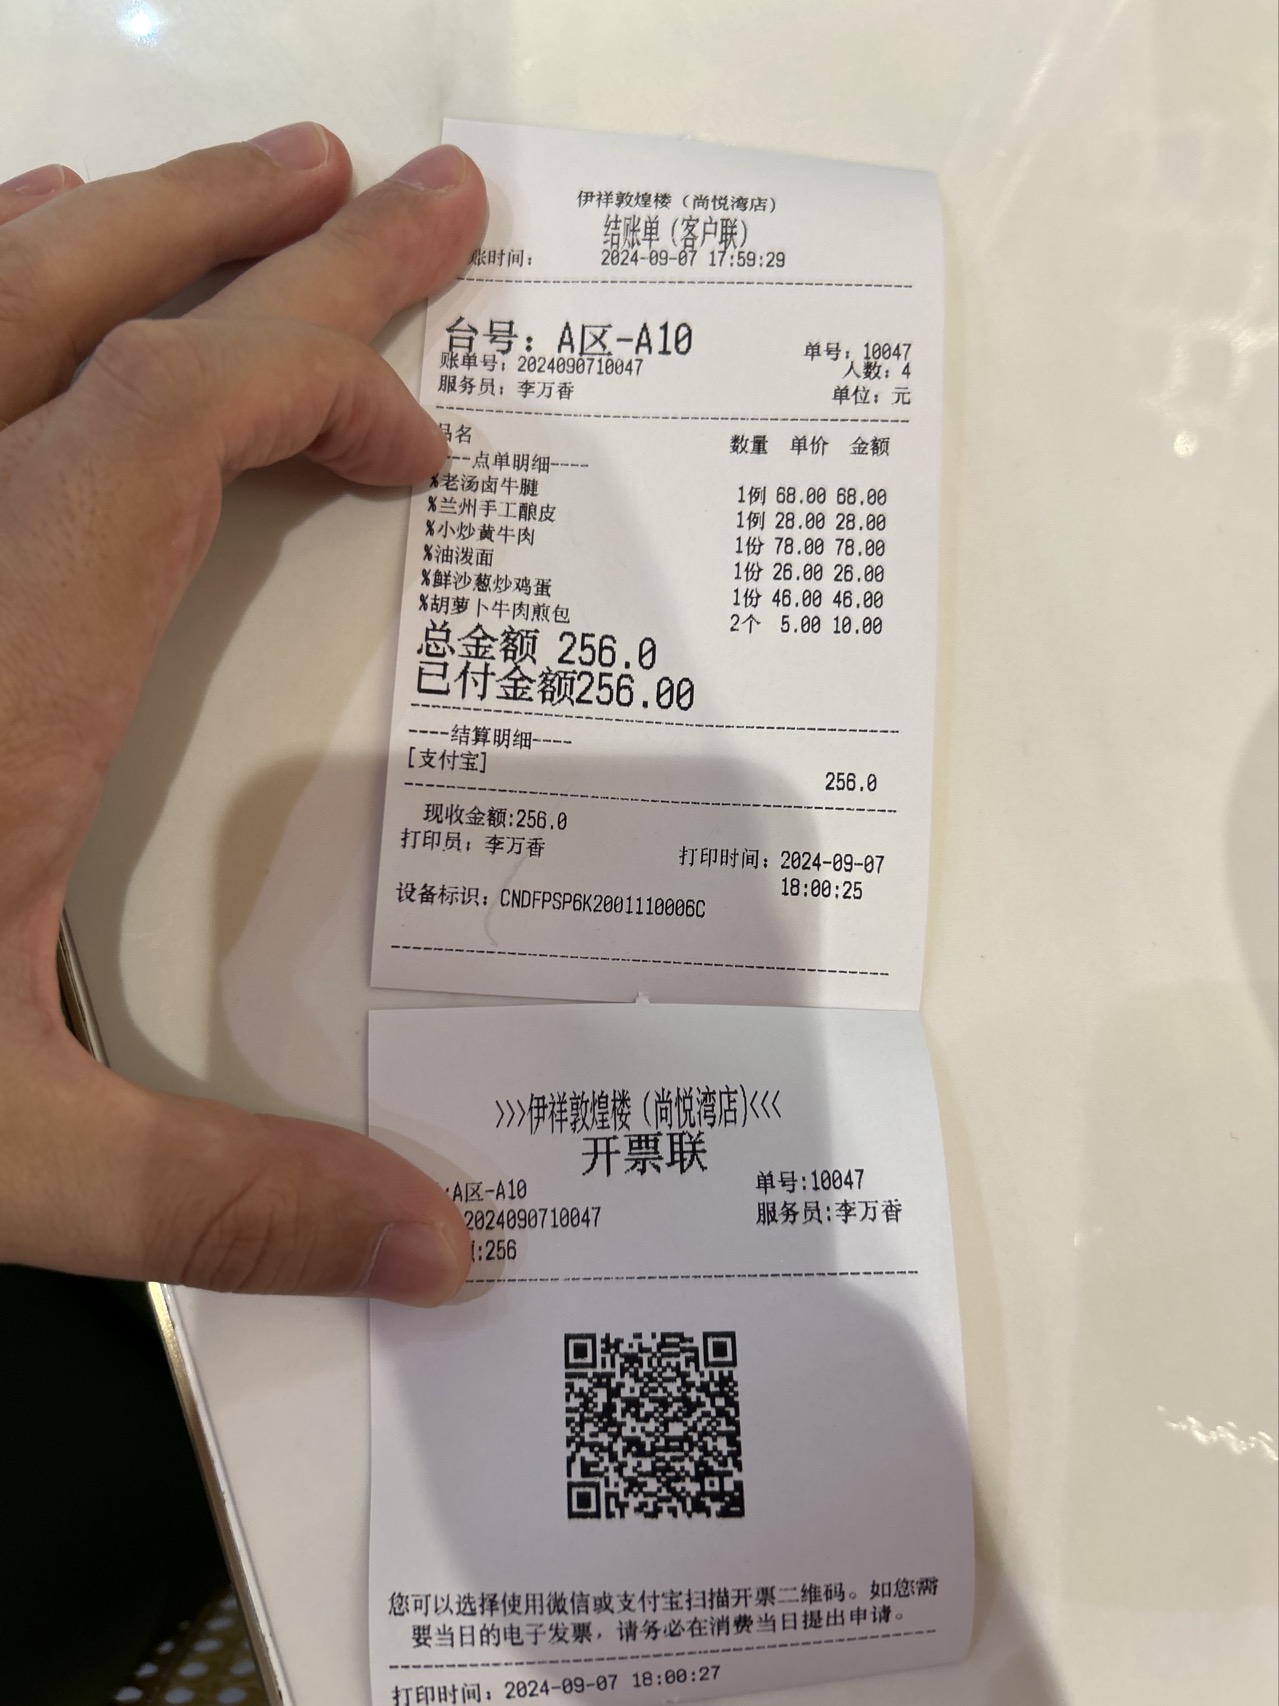 伊祥敦煌楼（尚悦湾店）
结账单（客户联）
账时间： 2024-09-07 17:59:29
台号：A区-A10 单号：10047
账单号：2024090710047 人数：4
服务员：李万香 单位：元
品名 数量 单价 金额
----点单明细----
%老汤卤牛腱 1例 68.00 68.00
%兰州手工酿皮 1例 28.00 28.00
%小炒黄牛肉 1份 78.00 78.00
%油泼面 1份 26.00 26.00
%鲜沙葱炒鸡蛋 1份 46.00 46.00
%胡萝卜牛肉煎包 2个 5.00 10.00
总金额 256.0
已付金额256.00
----结算明细----
[支付宝] 256.0
现收金额:256.0
打印员：李万香 打印时间：2024-09-07
18:00:25
设备标识：CNDFPSP6K2001110006C
>>>伊祥敦煌楼（尚悦湾店)<<<
开票联
:A区-A10 单号:10047
2024090710047 服务员:李万香
:256
您可以选择使用微信或支付宝扫描开票二维码。如您需
要当日的电子发票，请务必在消费当日提出申请。
打印时间：2024-09-07 18:00:27